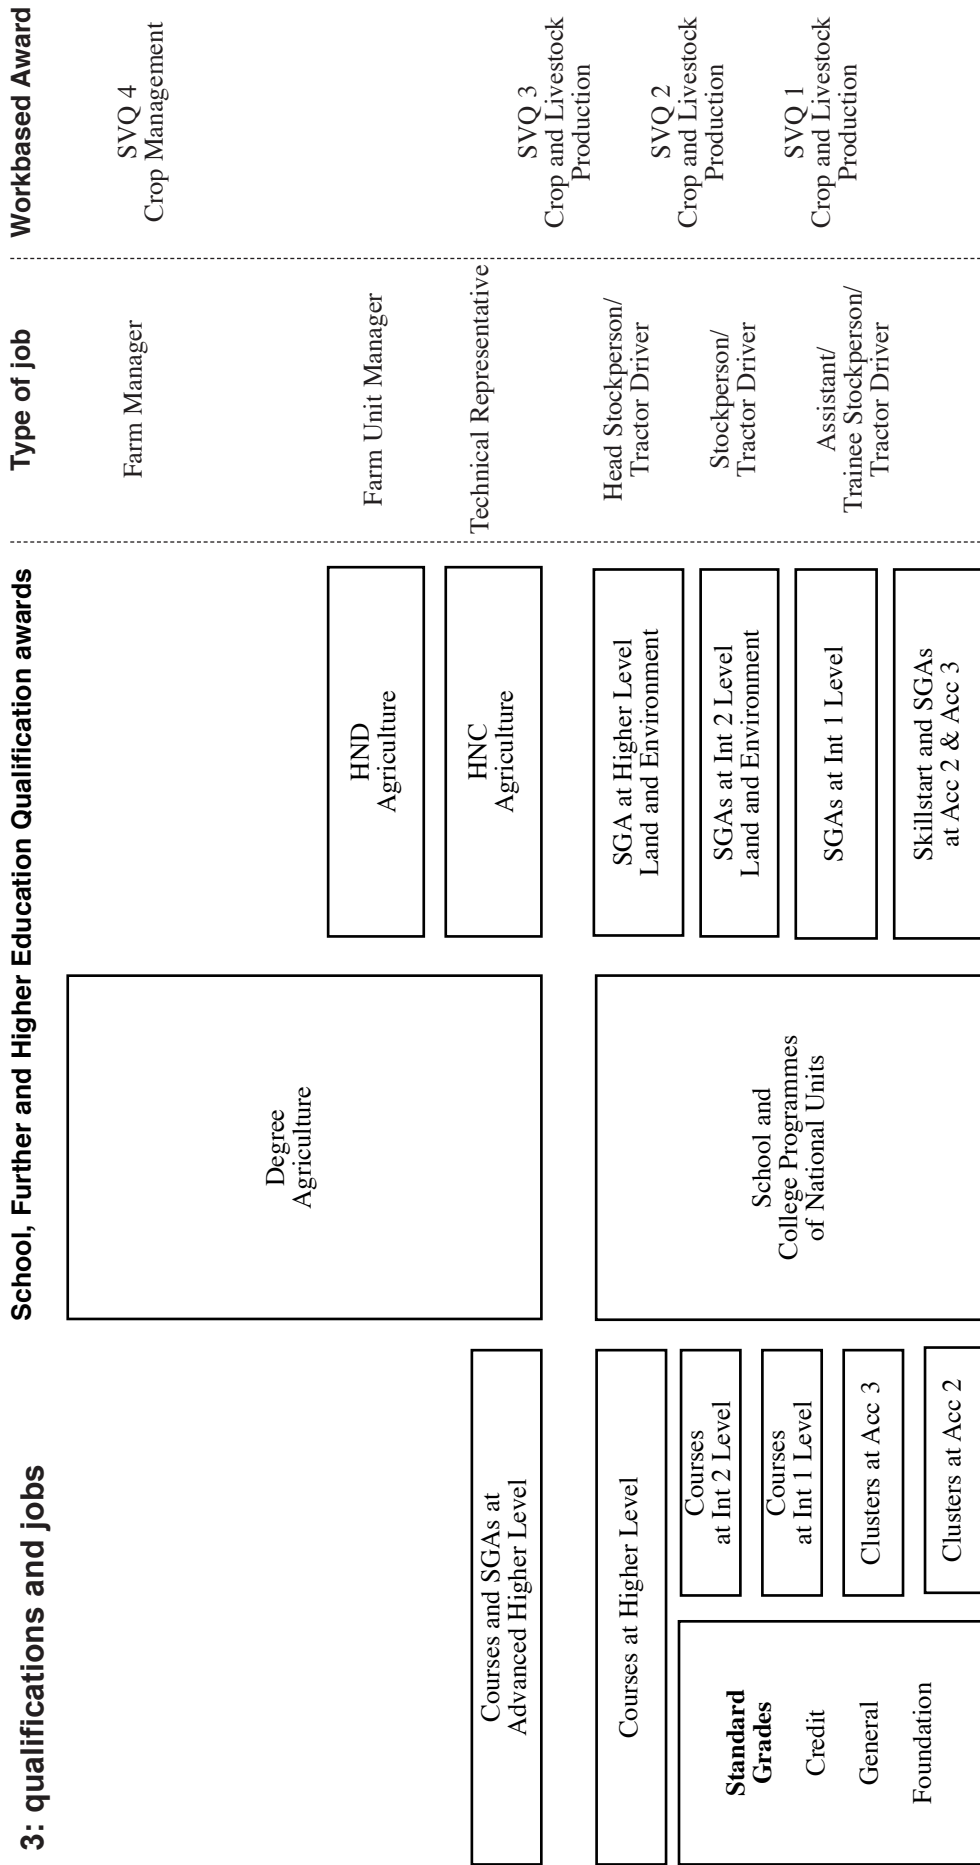 3: qualifications and jobs
School, Further and Higher Education Qualification awards
Type of job
Workbased Award
Courses and SGAs at
Advanced Higher Level
Courses at Higher Level
Standard
Grades
Credit
General
Foundation
Courses
at Int 2 Level
Courses
at Int 1 Level
Clusters at Acc 3
Clusters at Acc 2
Degree
Agriculture
School and
College Programmes
of National Units
HND
Agriculture
HNC
Agriculture
SGA at Higher Level
Land and Environment
SGAs at Int 2 Level
Land and Environment
SGAs at Int 1 Level
Skillstart and SGAs
at Acc 2 & Acc 3
Farm Manager
Farm Unit Manager
Technical Representative
Head Stockperson/
Tractor Driver
Stockperson/
Tractor Driver
Assistant/
Trainee Stockperson/
Tractor Driver
SVQ 4
Crop Management
SVQ 3
Crop and Livestock
Production
SVQ 2
Crop and Livestock
Production
SVQ 1
Crop and Livestock
Production